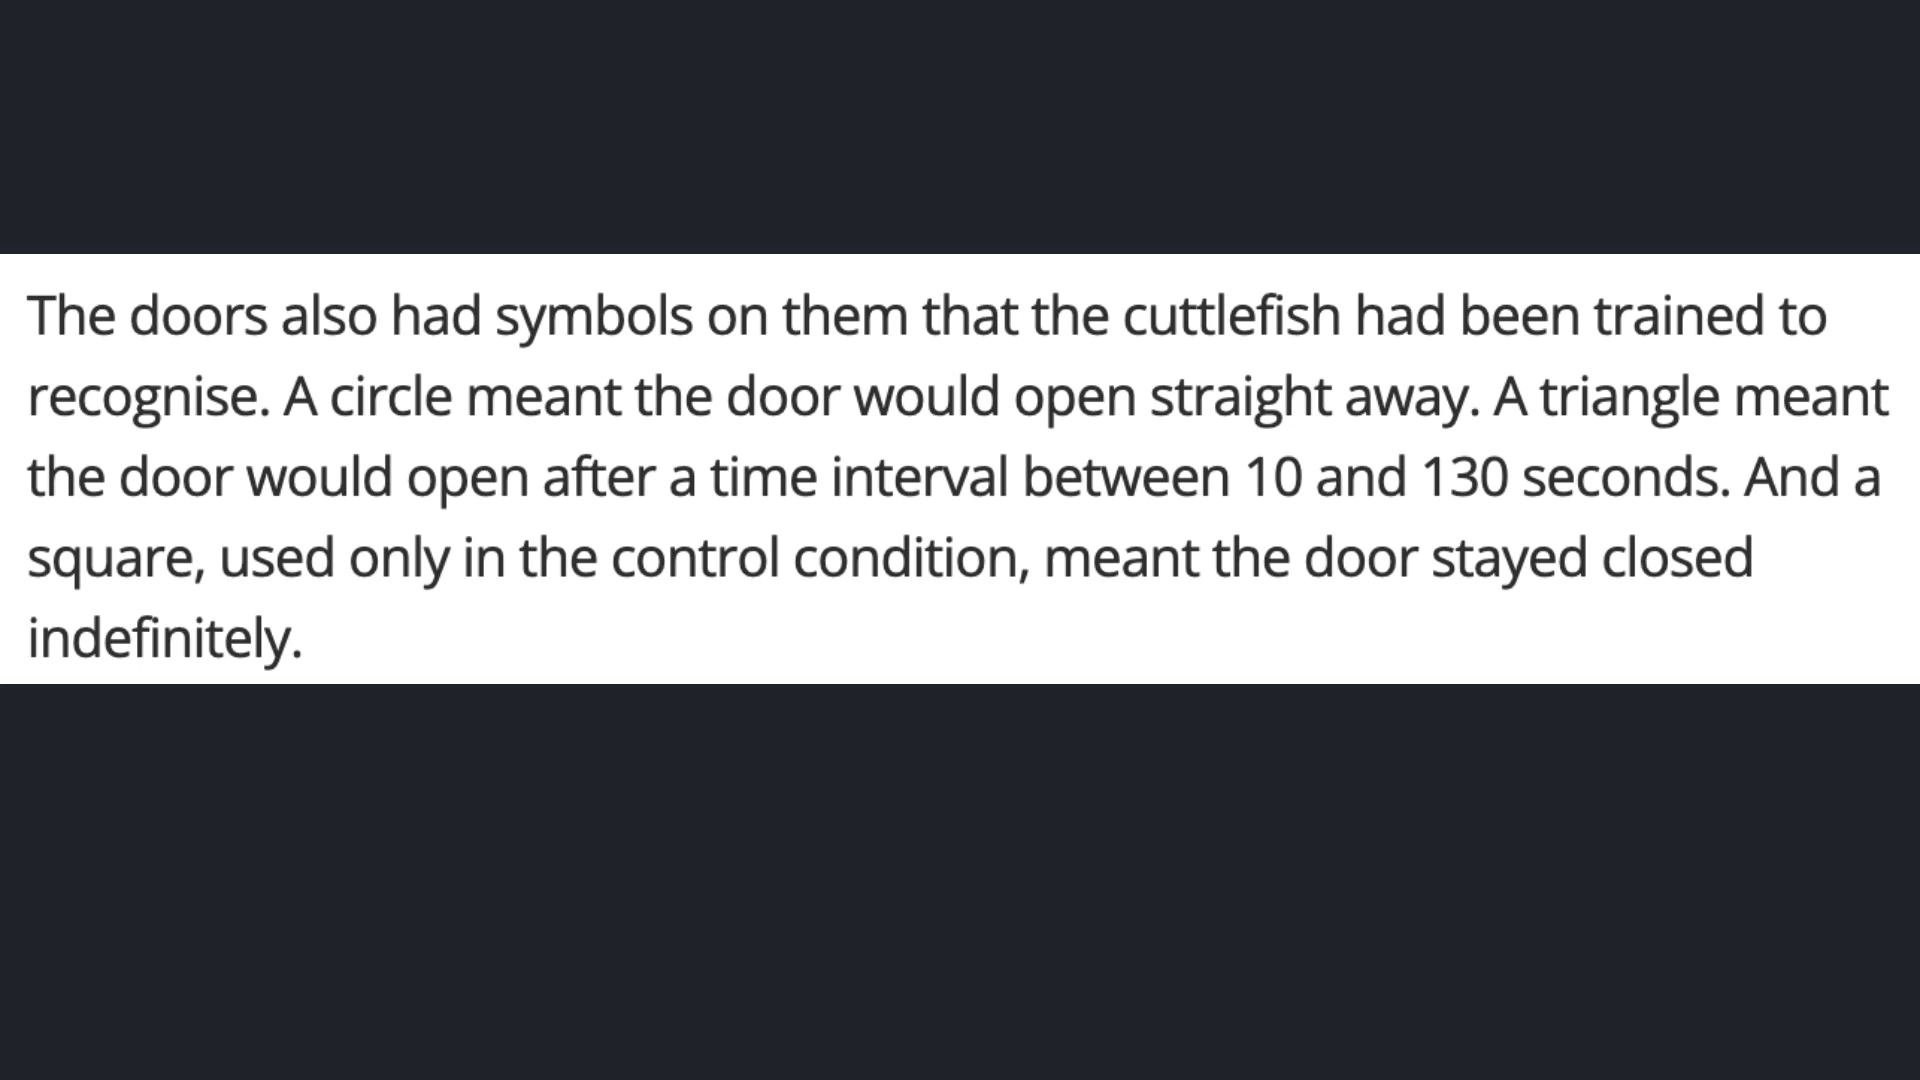 The doors also had symbols on them that the cuttlefish had been trained to
recognise. A circle meant the door would open straight away. A triangle meant
the door would open after a time interval between 10 and 130 seconds. And a
square, used only in the control condition, meant the door stayed closed
indefinitely.